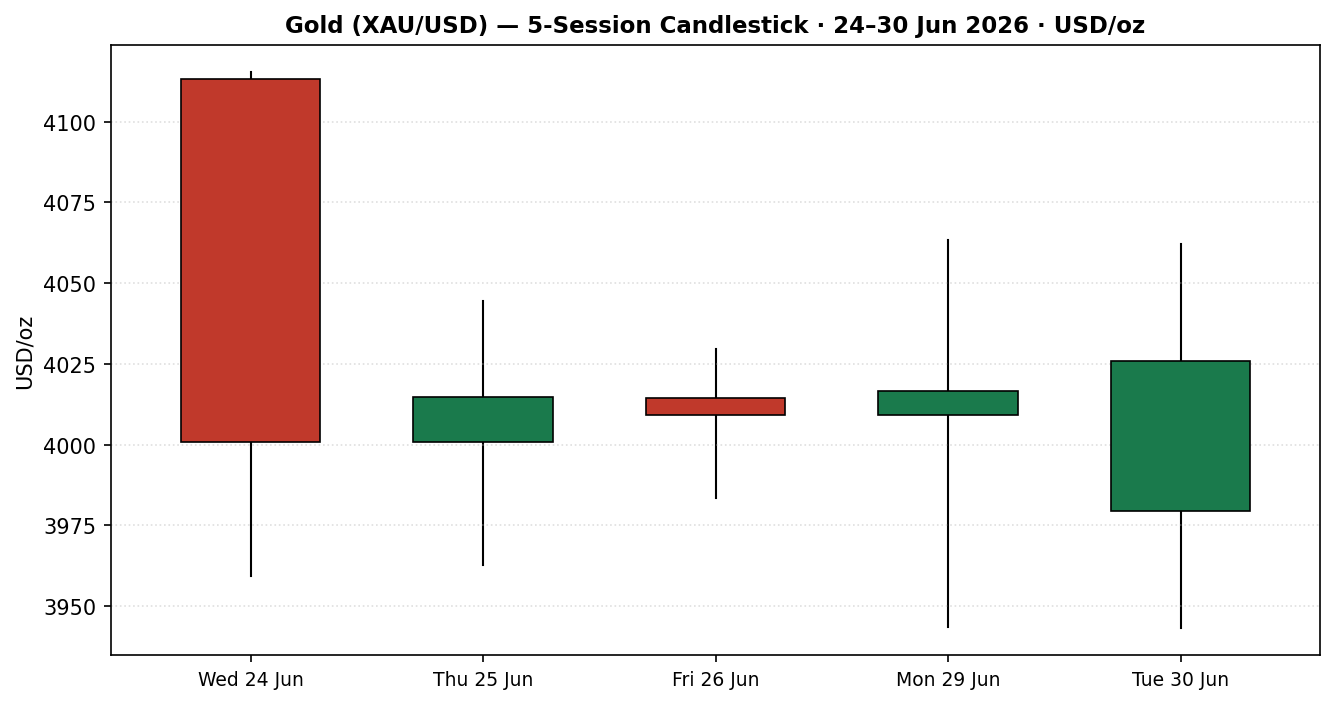 Gold (XAU/USD) — 5-Session Candlestick · 24–30 Jun 2026 · USD/oz
USD/oz
4100
4075
4050
4025
4000
3975
3950
Wed 24 Jun
Thu 25 Jun
Fri 26 Jun
Mon 29 Jun
Tue 30 Jun